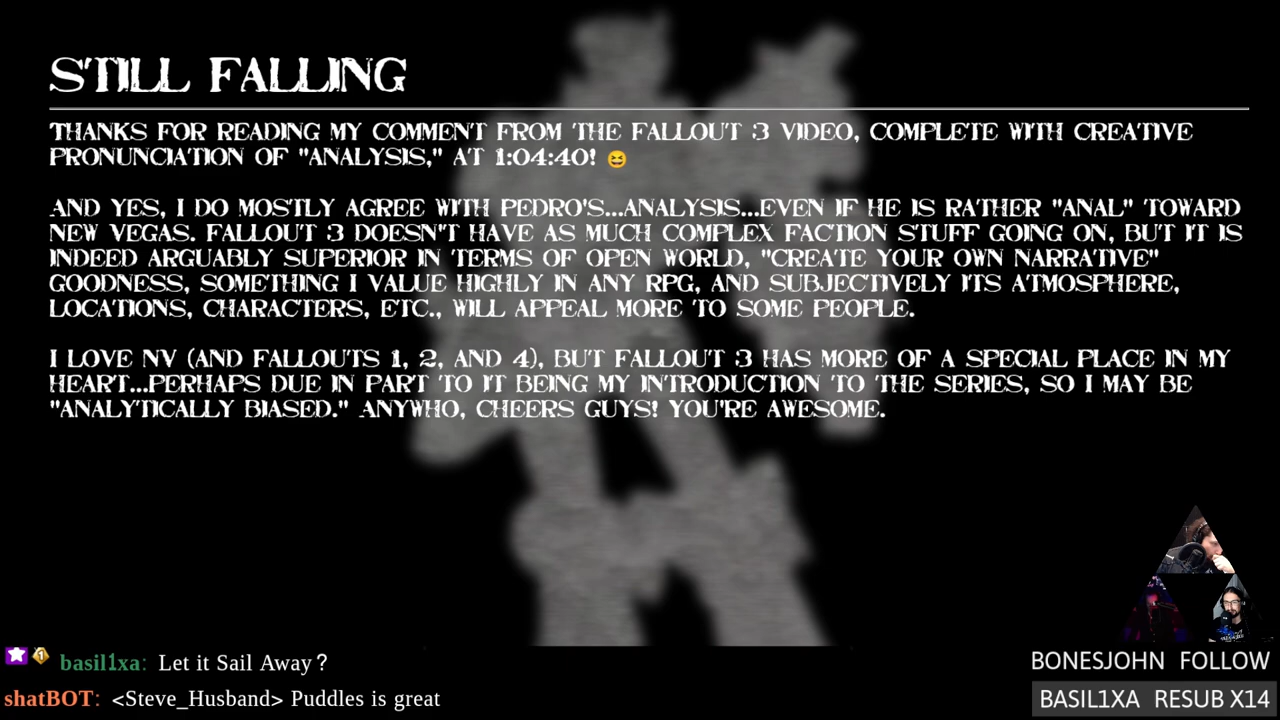 STILL FALLING
THANKS FOR READING MY COMMENT FROM THE FALLOUT 3 VIDEO, COMPLETE WITH CREATIVE
PRONUNCIATION OF "ANALYSIS," AT 1:04:40! 😆
AND YES, I DO MOSTLY AGREE WITH PEDRO'S...ANALYSIS...EVEN IF HE IS RATHER "ANAL" TOWARD
NEW VEGAS. FALLOUT 3 DOESN'T HAVE AS MUCH COMPLEX FACTION STUFF GOING ON, BUT IT IS
INDEED ARGUABLY SUPERIOR IN TERMS OF OPEN WORLD, "CREATE YOUR OWN NARRATIVE"
GOODNESS, SOMETHING I VALUE HIGHLY IN ANY RPG, AND SUBJECTIVELY ITS ATMOSPHERE,
LOCATIONS, CHARACTERS, ETC., WILL APPEAL MORE TO SOME PEOPLE.
I LOVE NV (AND FALLOUTS 1, 2, AND 4), BUT FALLOUT 3 HAS MORE OF A SPECIAL PLACE IN MY
HEART...PERHAPS DUE IN PART TO IT BEING MY INTRODUCTION TO THE SERIES, SO I MAY BE
"ANALYTICALLY BIASED." ANYWHO, CHEERS GUYS! YOU'RE AWESOME.
basil1xa: Let it Sail Away?
shatBOT: <Steve_Husband> Puddles is great
BONESJOHN FOLLOW
BASIL1XA RESUB X14